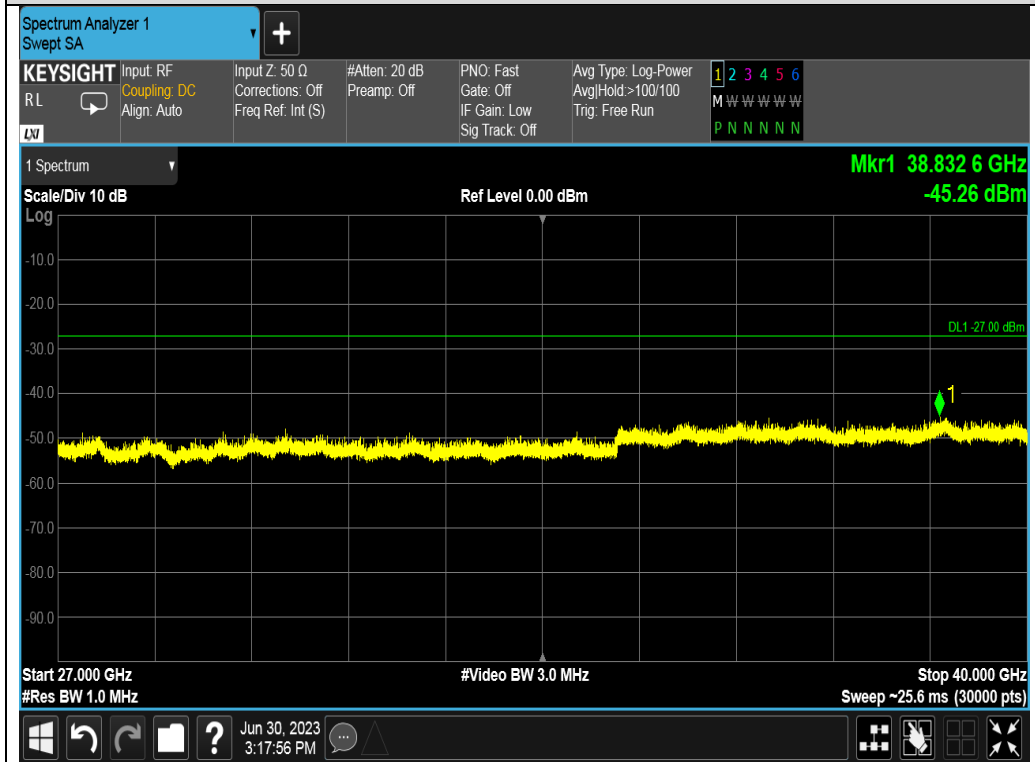 Spectrum Analyzer 1
Swept SA
+
KEYSIGHT
RL
LXI
Input: RF
Coupling: DC
Align: Auto
Input Z: 50 Ω
Corrections: Off
Freq Ref: Int (S)
#Atten: 20 dB
Preamp: Off
PNO: Fast
Gate: Off
IF Gain: Low
Sig Track: Off
Avg Type: Log-Power
Avg|Hold:>100/100
Trig: Free Run
1 2 3 4 5 6
M W W W W W
P N N N N N
1 Spectrum
Mkr1 38.832 6 GHz
-45.26 dBm
Scale/Div 10 dB
Ref Level 0.00 dBm
Log
-10.0
-20.0
DL1 -27.00 dBm
-30.0
-40.0
1
-50.0
-60.0
-70.0
-80.0
-90.0
Start 27.000 GHz
#Video BW 3.0 MHz
Stop 40.000 GHz
#Res BW 1.0 MHz
Sweep ~25.6 ms (30000 pts)
?
Jun 30, 2023
3:17:56 PM